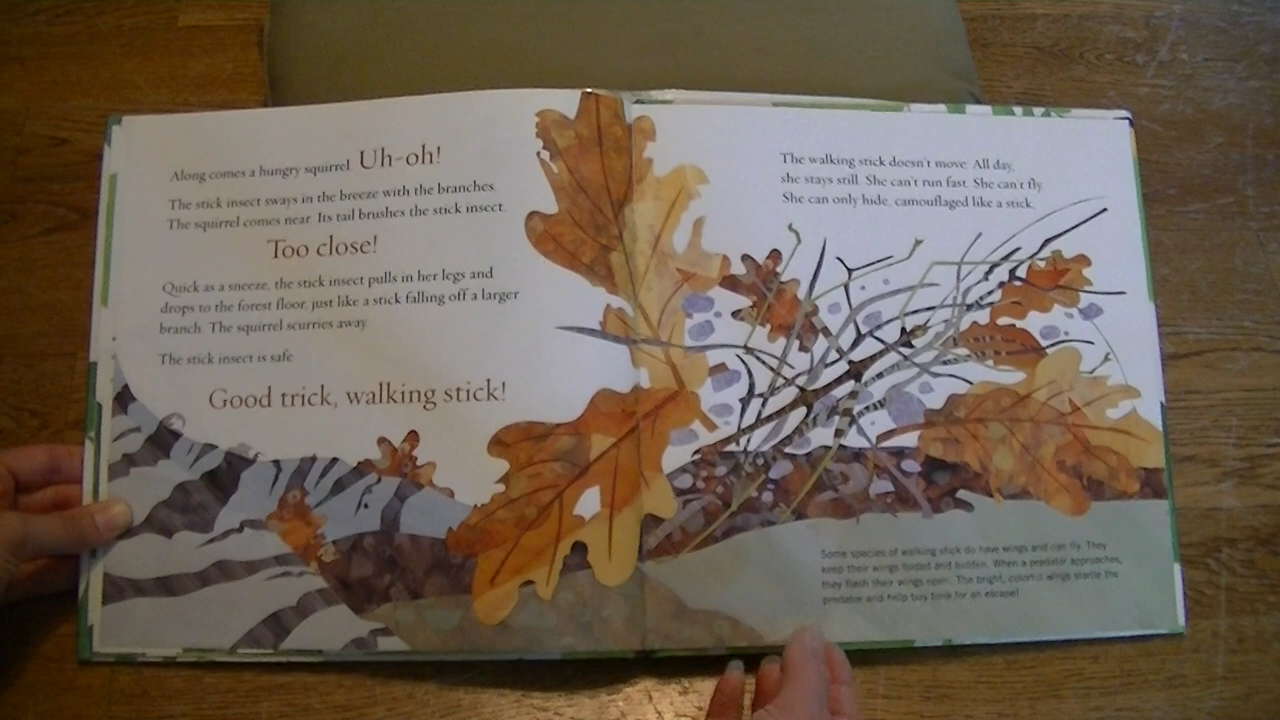 Along comes a hungry squirrel. Uh-oh!
The stick insect sways in the breeze with the branches.
The squirrel comes near. Its tail brushes the stick insect.
Too close!
Quick as a sneeze, the stick insect pulls in her legs and
drops to the forest floor, just like a stick falling off a larger
branch. The squirrel scurries away.
The stick insect is safe.
Good trick, walking stick!
The walking stick doesn't move. All day,
she stays still. She can't run fast. She can't fly.
She can only hide, camouflaged like a stick.
Some species of walking stick do have wings and can fly. They
keep their wings folded and hidden. When a predator approaches,
they flash their wings open. The bright, colorful wings startle the
predator and help buy time for an escape!